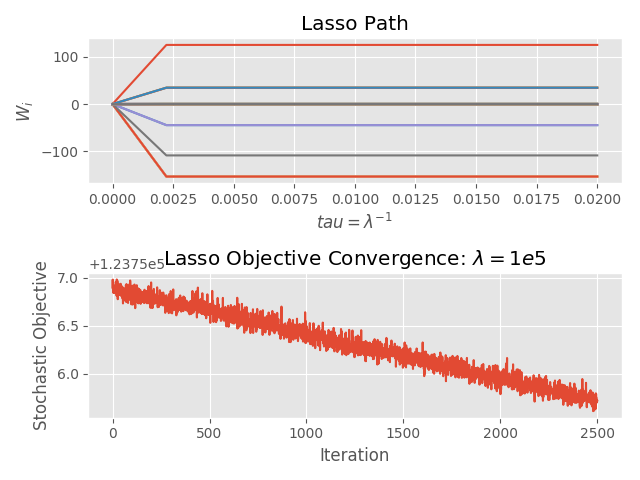 Lasso Path
100
0
−100
W_i
0.0000 0.0025 0.0050 0.0075 0.0100 0.0125 0.0150 0.0175 0.0200
tau = λ^{−1}
Lasso Objective Convergence: λ = 1e5
+1.2375e5
7.0
6.5
6.0
Stochastic Objective
0 500 1000 1500 2000 2500
Iteration